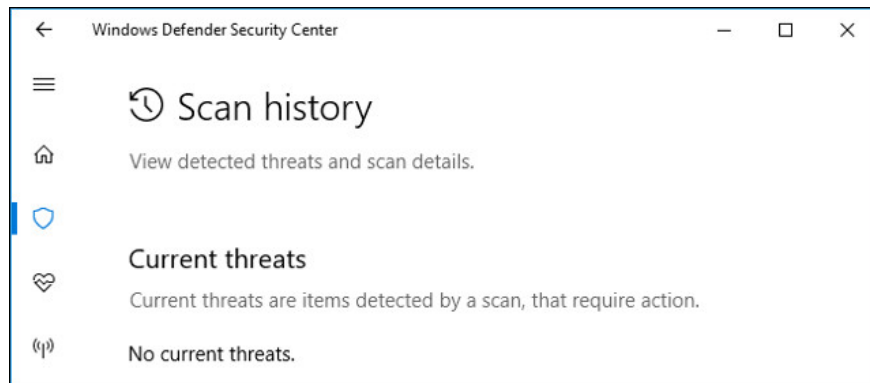 Windows Defender Security Center
Scan history
View detected threats and scan details.
Current threats
Current threats are items detected by a scan, that require action.
No current threats.